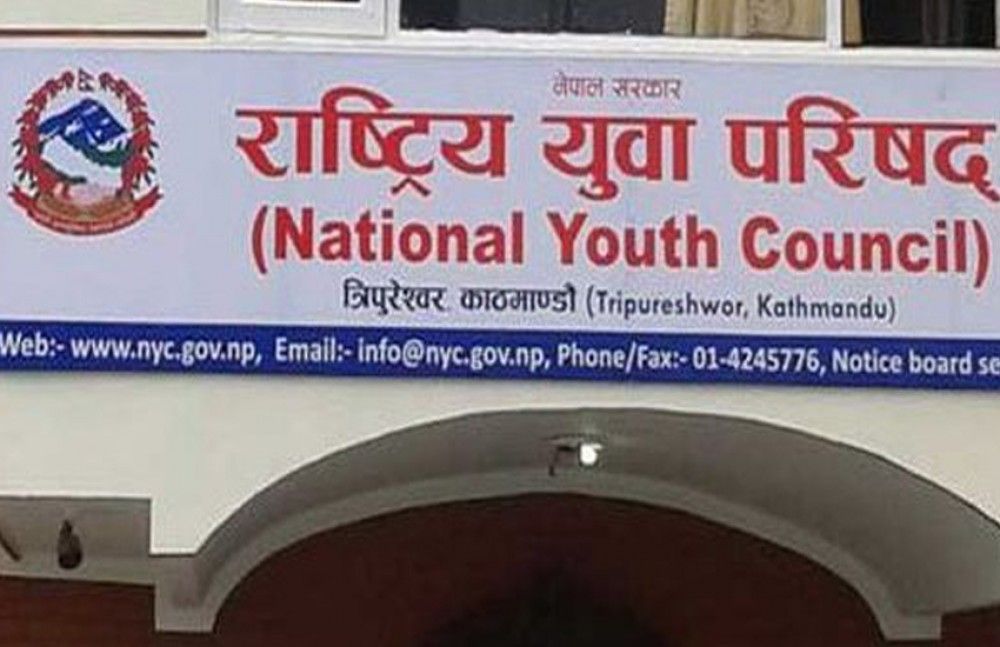 नेपाल सरकार
राष्ट्रिय युवा परिषद्
(National Youth Council)
त्रिपुरेश्वर, काठमाण्डौ (Tripureshwor, Kathmandu)
Web:- www.nyc.gov.np, Email:- info@nyc.gov.np, Phone/Fax:- 01-4245776, Notice board se